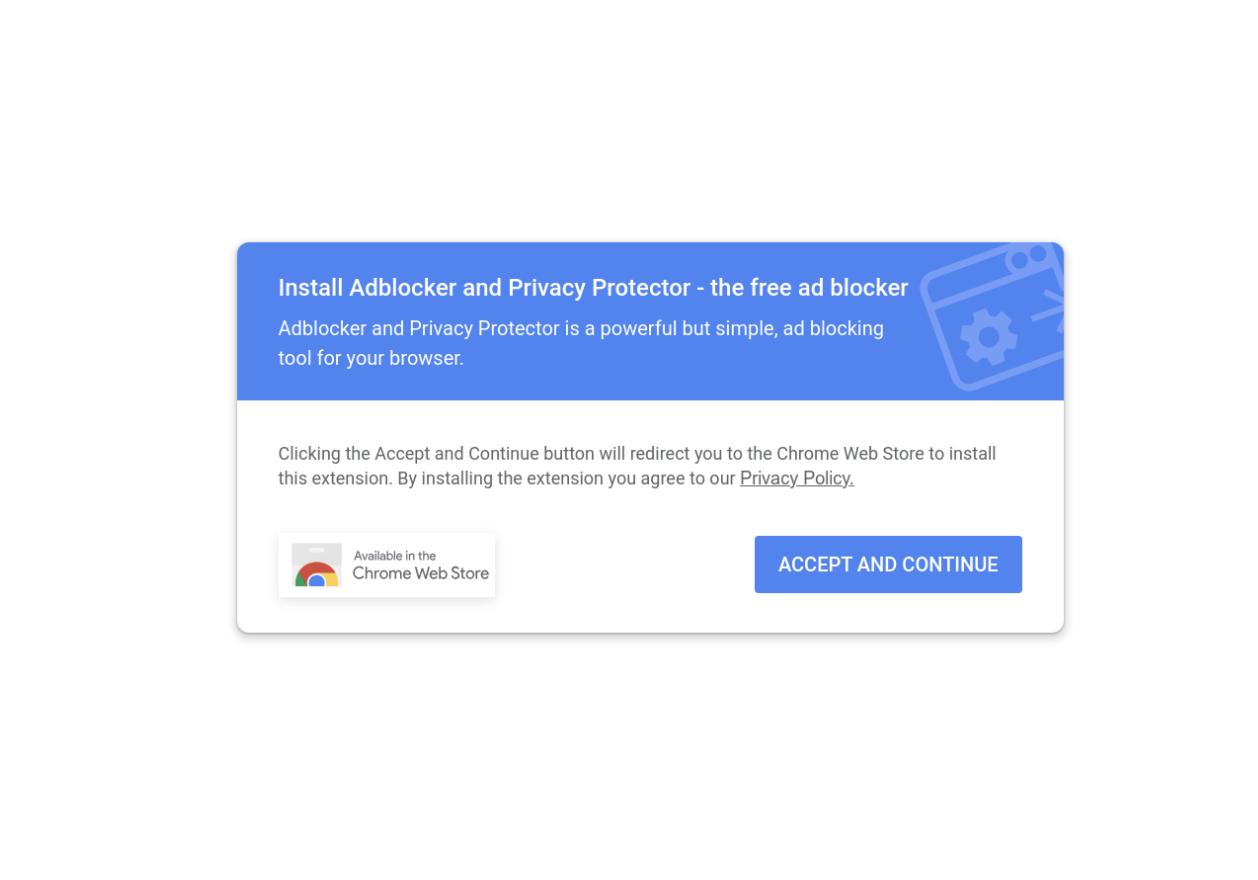 Install Adblocker and Privacy Protector - the free ad blocker
Adblocker and Privacy Protector is a powerful but simple, ad blocking
tool for your browser.
Clicking the Accept and Continue button will redirect you to the Chrome Web Store to install
this extension. By installing the extension you agree to our Privacy Policy.
Available in the
Chrome Web Store
ACCEPT AND CONTINUE